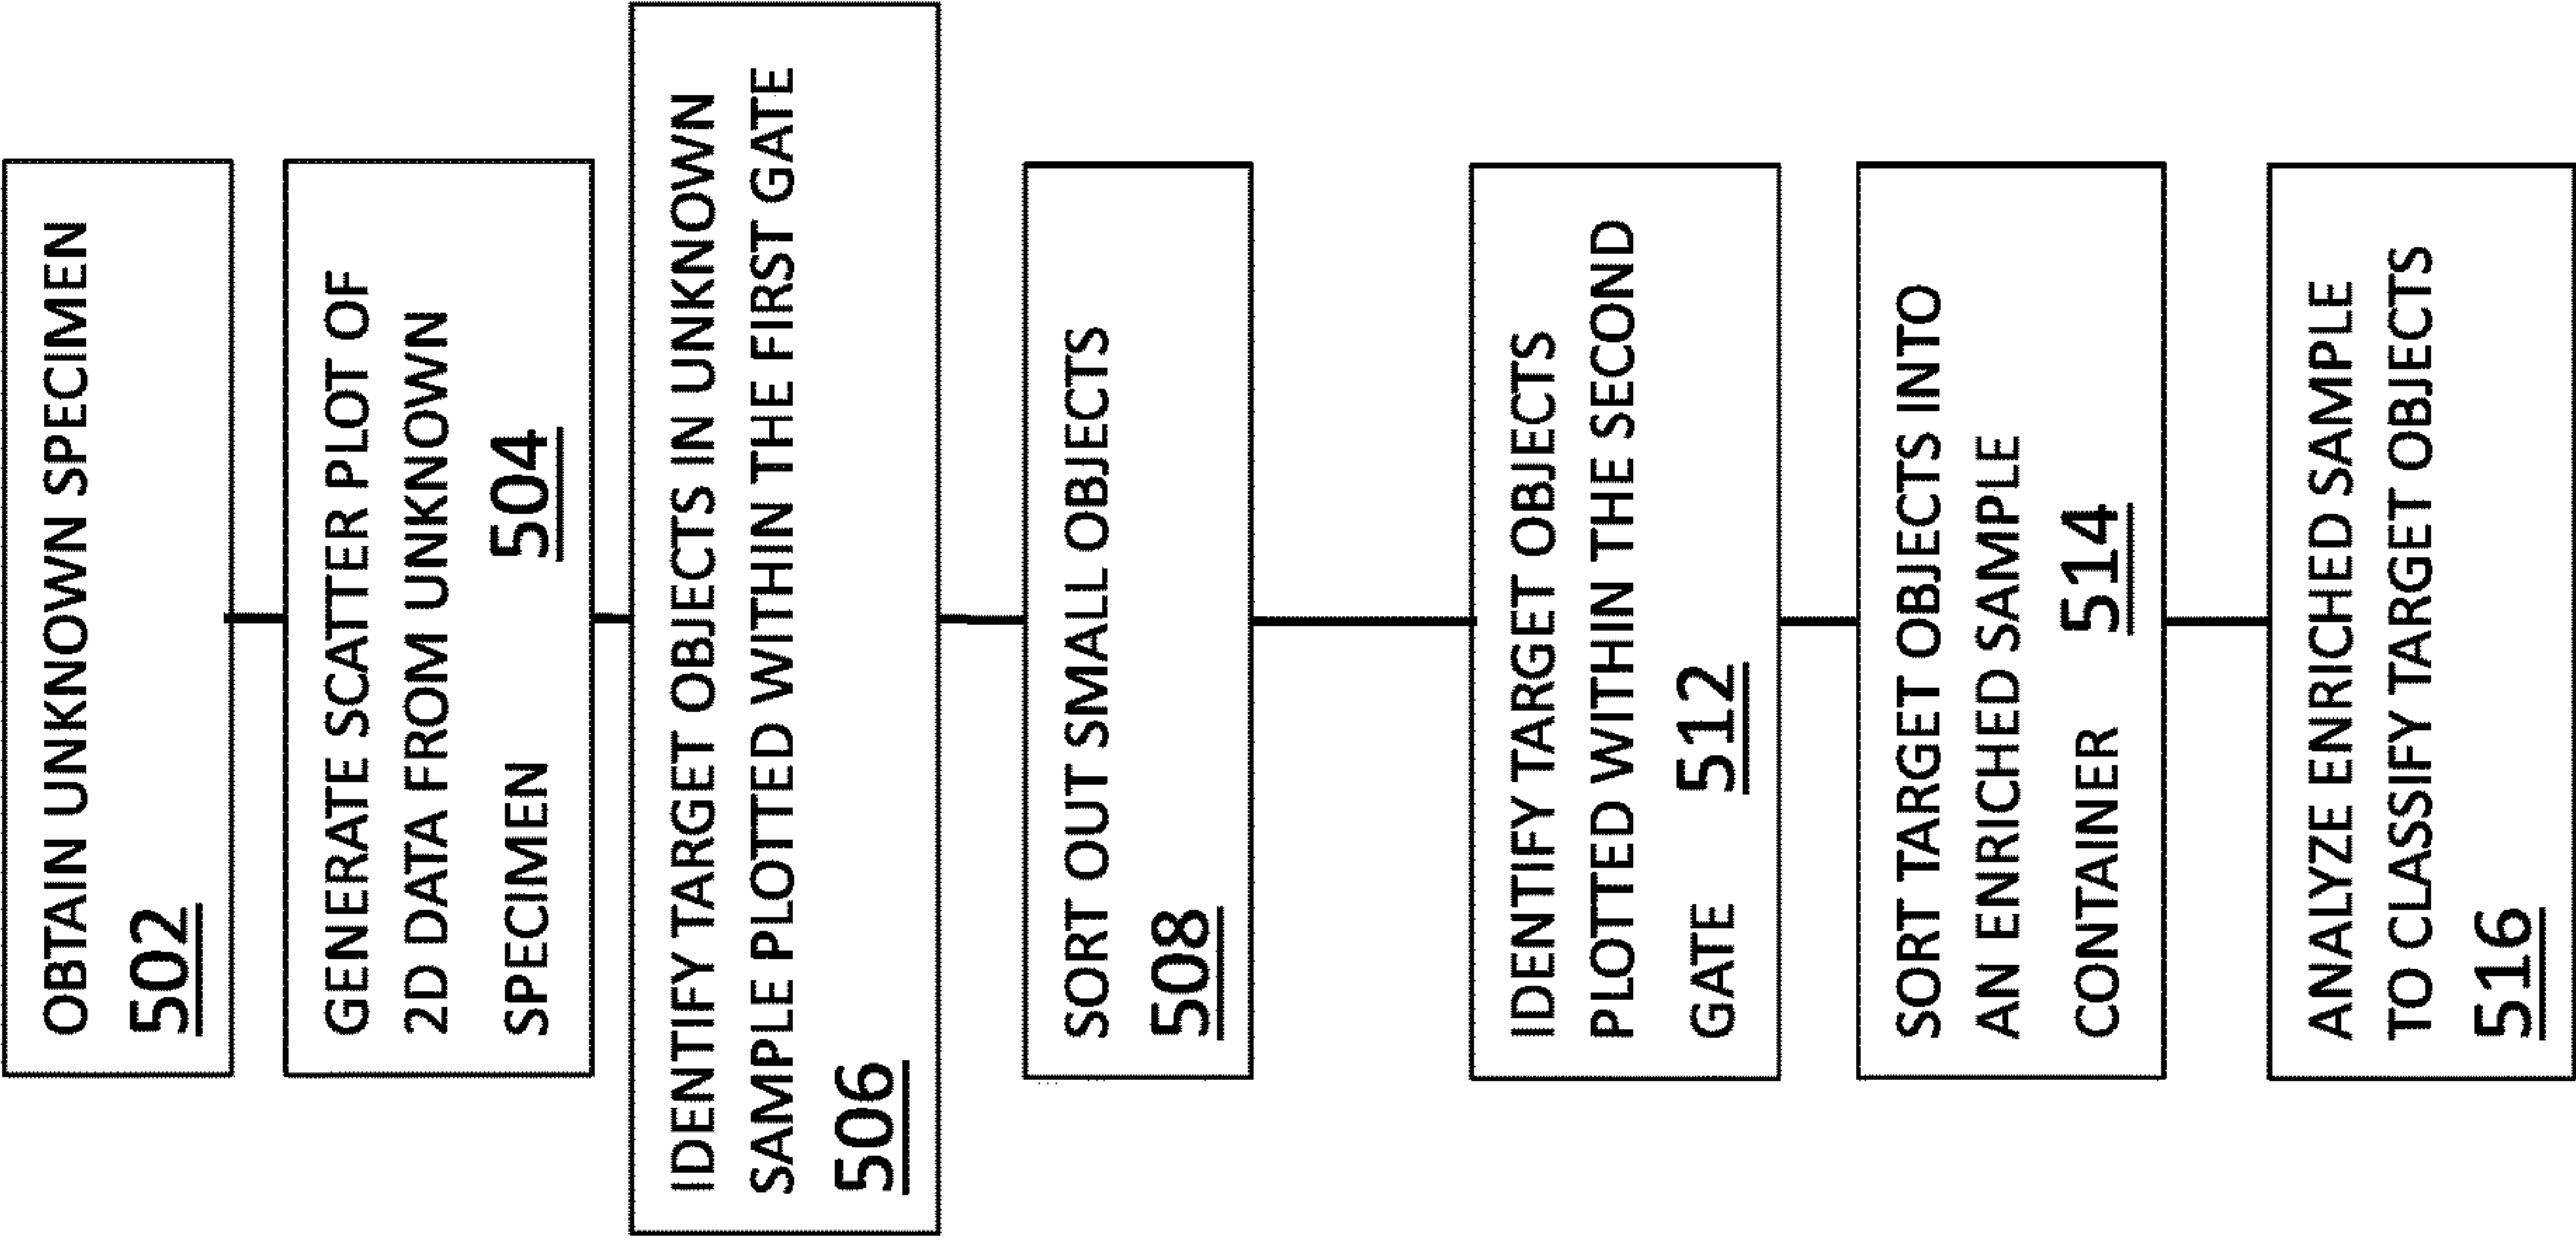 OBTAIN UNKNOWN SPECIMEN
502
GENERATE SCATTER PLOT OF
2D DATA FROM UNKNOWN
SPECIMEN 504
IDENTIFY TARGET OBJECTS IN UNKNOWN
SAMPLE PLOTTED WITHIN THE FIRST GATE
506
SORT OUT SMALL OBJECTS
508
IDENTIFY TARGET OBJECTS
PLOTTED WITHIN THE SECOND
GATE 512
SORT TARGET OBJECTS INTO
AN ENRICHED SAMPLE
CONTAINER 514
ANALYZE ENRICHED SAMPLE
TO CLASSIFY TARGET OBJECTS
516